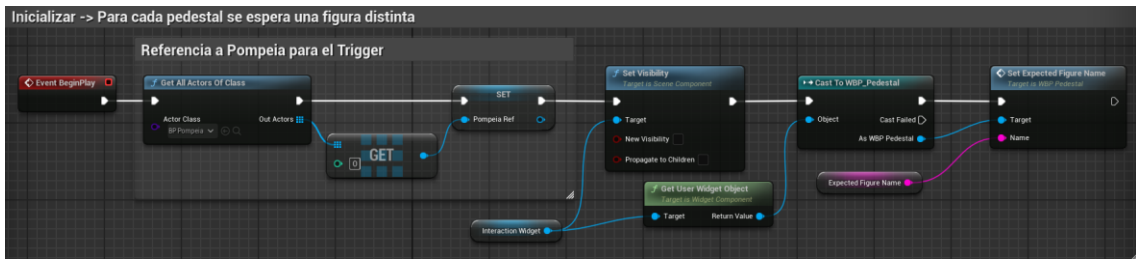 Inicializar -> Para cada pedestal se espera una figura distinta
Referencia a Pompeia para el Trigger
Event BeginPlay
Get All Actors Of Class
Actor Class
BP Pompeia
Out Actors
0
GET
SET
Pompeia Ref
Set Visibility
Target is Scene Component
Target
New Visibility
Propagate to Children
Interaction Widget
Get User Widget Object
Target is Widget Component
Target
Return Value
Cast To WBP_Pedestal
Object
Cast Failed
As WBP Pedestal
Expected Figure Name
Set Expected Figure Name
Target is WBP Pedestal
Target
Name